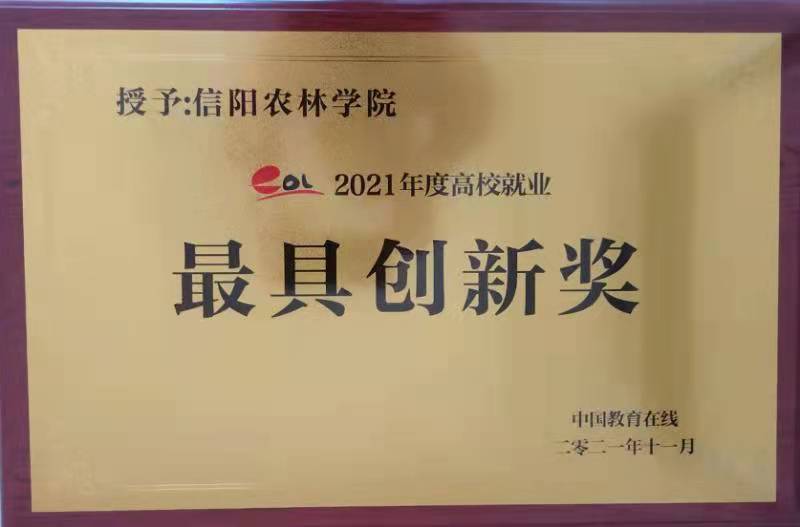 授予:信阳农林学院
eOL 2021年度高校就业
最具创新奖
中国教育在线
二零二一年十一月